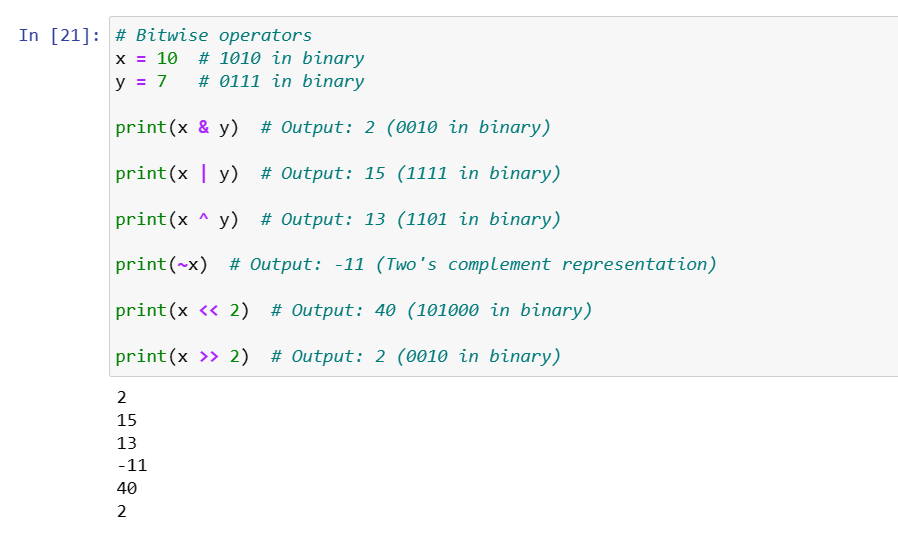 In [21]: # Bitwise operators
x = 10  # 1010 in binary
y = 7   # 0111 in binary
print(x & y)  # Output: 2 (0010 in binary)
print(x | y)  # Output: 15 (1111 in binary)
print(x ^ y)  # Output: 13 (1101 in binary)
print(~x)  # Output: -11 (Two's complement representation)
print(x << 2)  # Output: 40 (101000 in binary)
print(x >> 2)  # Output: 2 (0010 in binary)
2
15
13
-11
40
2